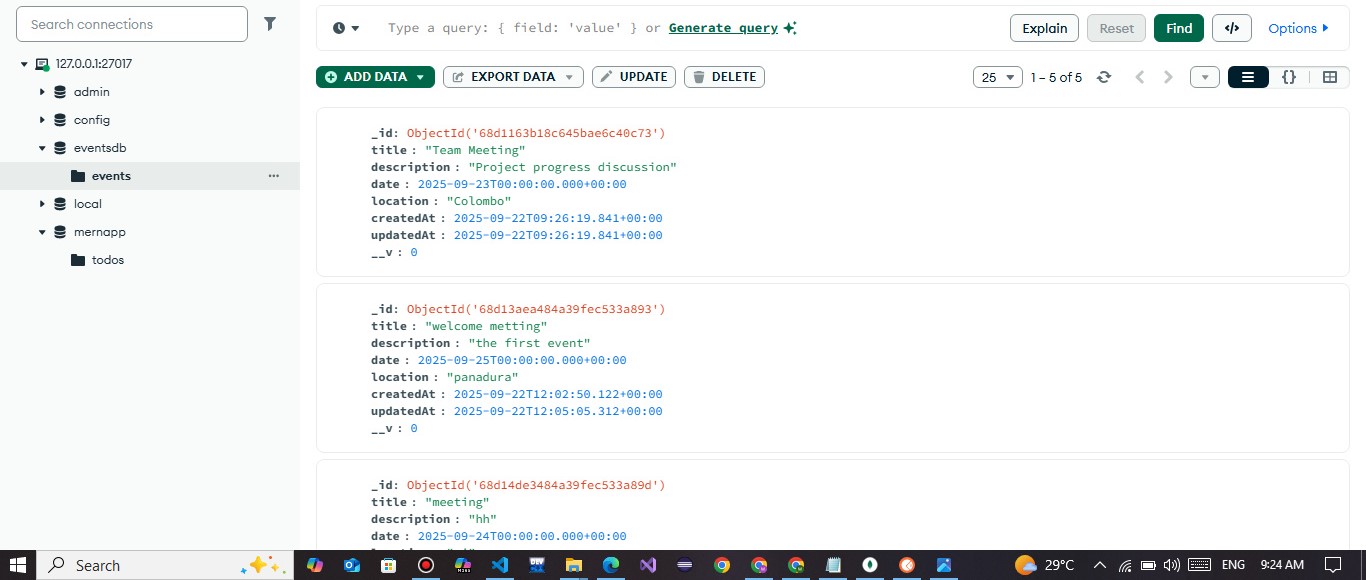 Search connections
127.0.0.1:27017
admin
config
eventsdb
events
local
mernapp
todos
Type a query: { field: 'value' } or Generate query
Explain
Reset
Find
</>
Options
ADD DATA
EXPORT DATA
UPDATE
DELETE
25
1 – 5 of 5
{}
_id: ObjectId('68d1163b18c645bae6c40c73')
title : "Team Meeting"
description : "Project progress discussion"
date : 2025-09-23T00:00:00.000+00:00
location : "Colombo"
createdAt : 2025-09-22T09:26:19.841+00:00
updatedAt : 2025-09-22T09:26:19.841+00:00
__v : 0
_id: ObjectId('68d13aea484a39fec533a893')
title : "welcome metting"
description : "the first event"
date : 2025-09-25T00:00:00.000+00:00
location : "panadura"
createdAt : 2025-09-22T12:02:50.122+00:00
updatedAt : 2025-09-22T12:05:05.312+00:00
__v : 0
_id: ObjectId('68d14de3484a39fec533a89d')
title : "meeting"
description : "hh"
date : 2025-09-24T00:00:00.000+00:00
Search
29°C
ENG
9:24 AM